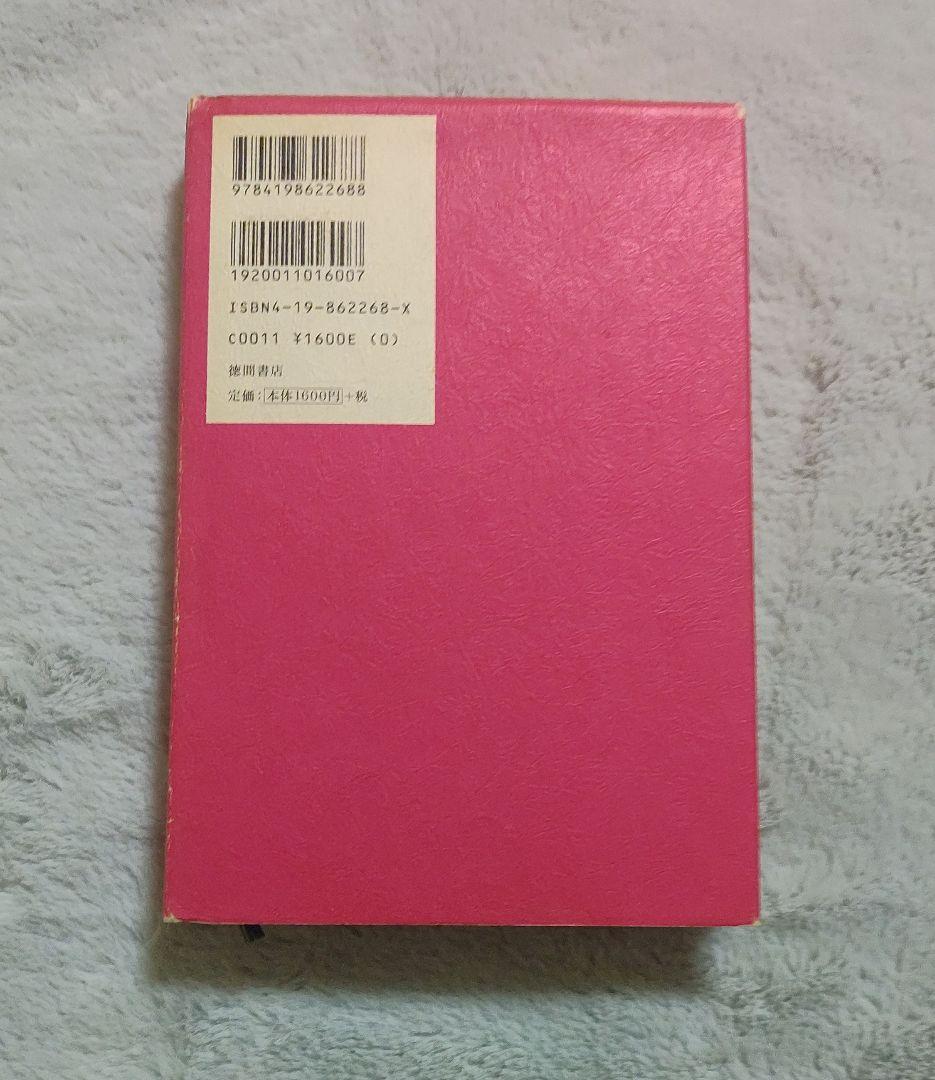 9784198622688
1920011016007
ISBN4-19-862268-X
C0011 ¥1600E (0)
徳間書店
定価：本体1600円＋税